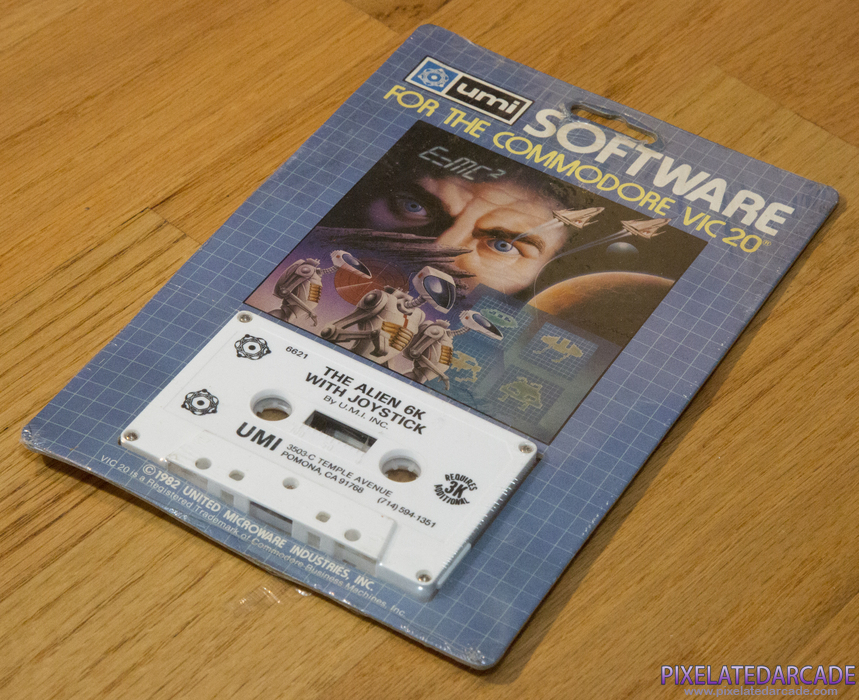 umi
SOFTWARE
FOR THE COMMODORE VIC 20®
E=MC²
6621
THE ALIEN 6K
WITH JOYSTICK
By U.M.I. INC.
UMI
3503-C TEMPLE AVENUE
POMONA, CA 91768 (714) 594-1351
REQUIRES
3K
ADDITIONAL
©1982 UNITED MICROWARE INDUSTRIES, INC.
VIC 20 is a Registered Trademark of Commodore Business Machines, Inc.
PIXELATEDARCADE
www.pixelatedarcade.com